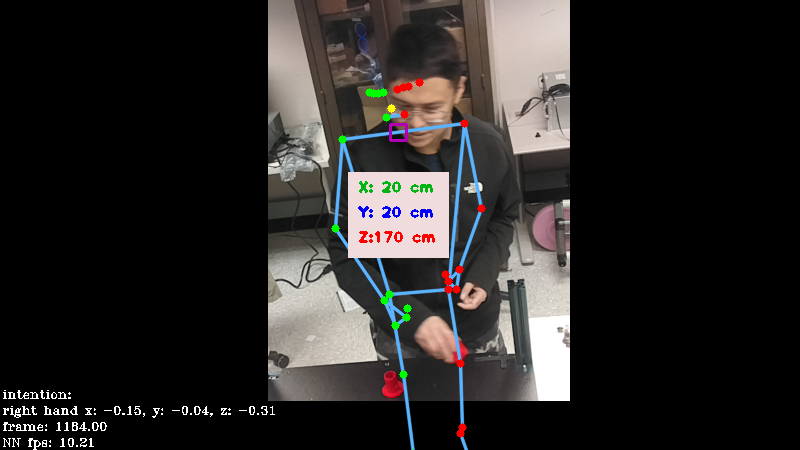 X: 20 cm
Y: 20 cm
Z:170 cm
intention:
right hand x: -0.15, y: -0.04, z: -0.31
frame: 1184.00
NN fps: 10.21